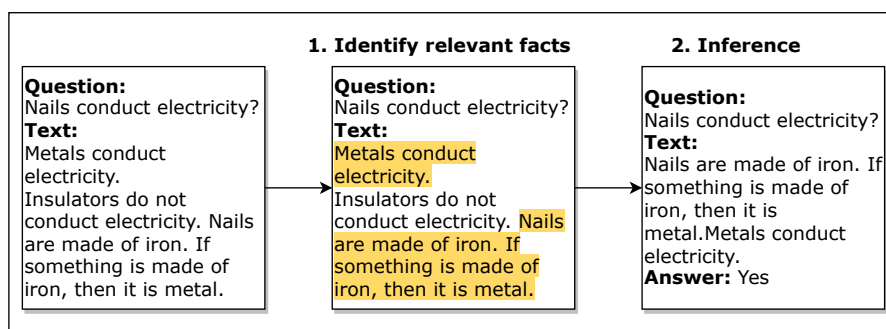 1. Identify relevant facts
2. Inference
Question:
Nails conduct electricity?
Text:
Metals conduct
electricity.
Insulators do not
conduct electricity. Nails
are made of iron. If
something is made of
iron, then it is metal.
Question:
Nails conduct electricity?
Text:
Metals conduct
electricity.
Insulators do not
conduct electricity. Nails
are made of iron. If
something is made of
iron, then it is metal.
Question:
Nails conduct electricity?
Text:
Nails are made of iron. If
something is made of
iron, then it is
metal.Metals conduct
electricity.
Answer: Yes